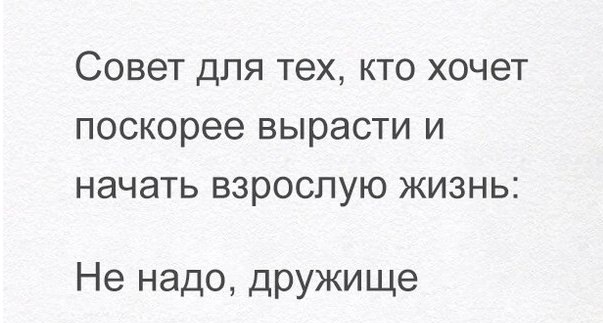 Совет для тех, кто хочет
поскорее вырасти и
начать взрослую жизнь:
Не надо, дружище